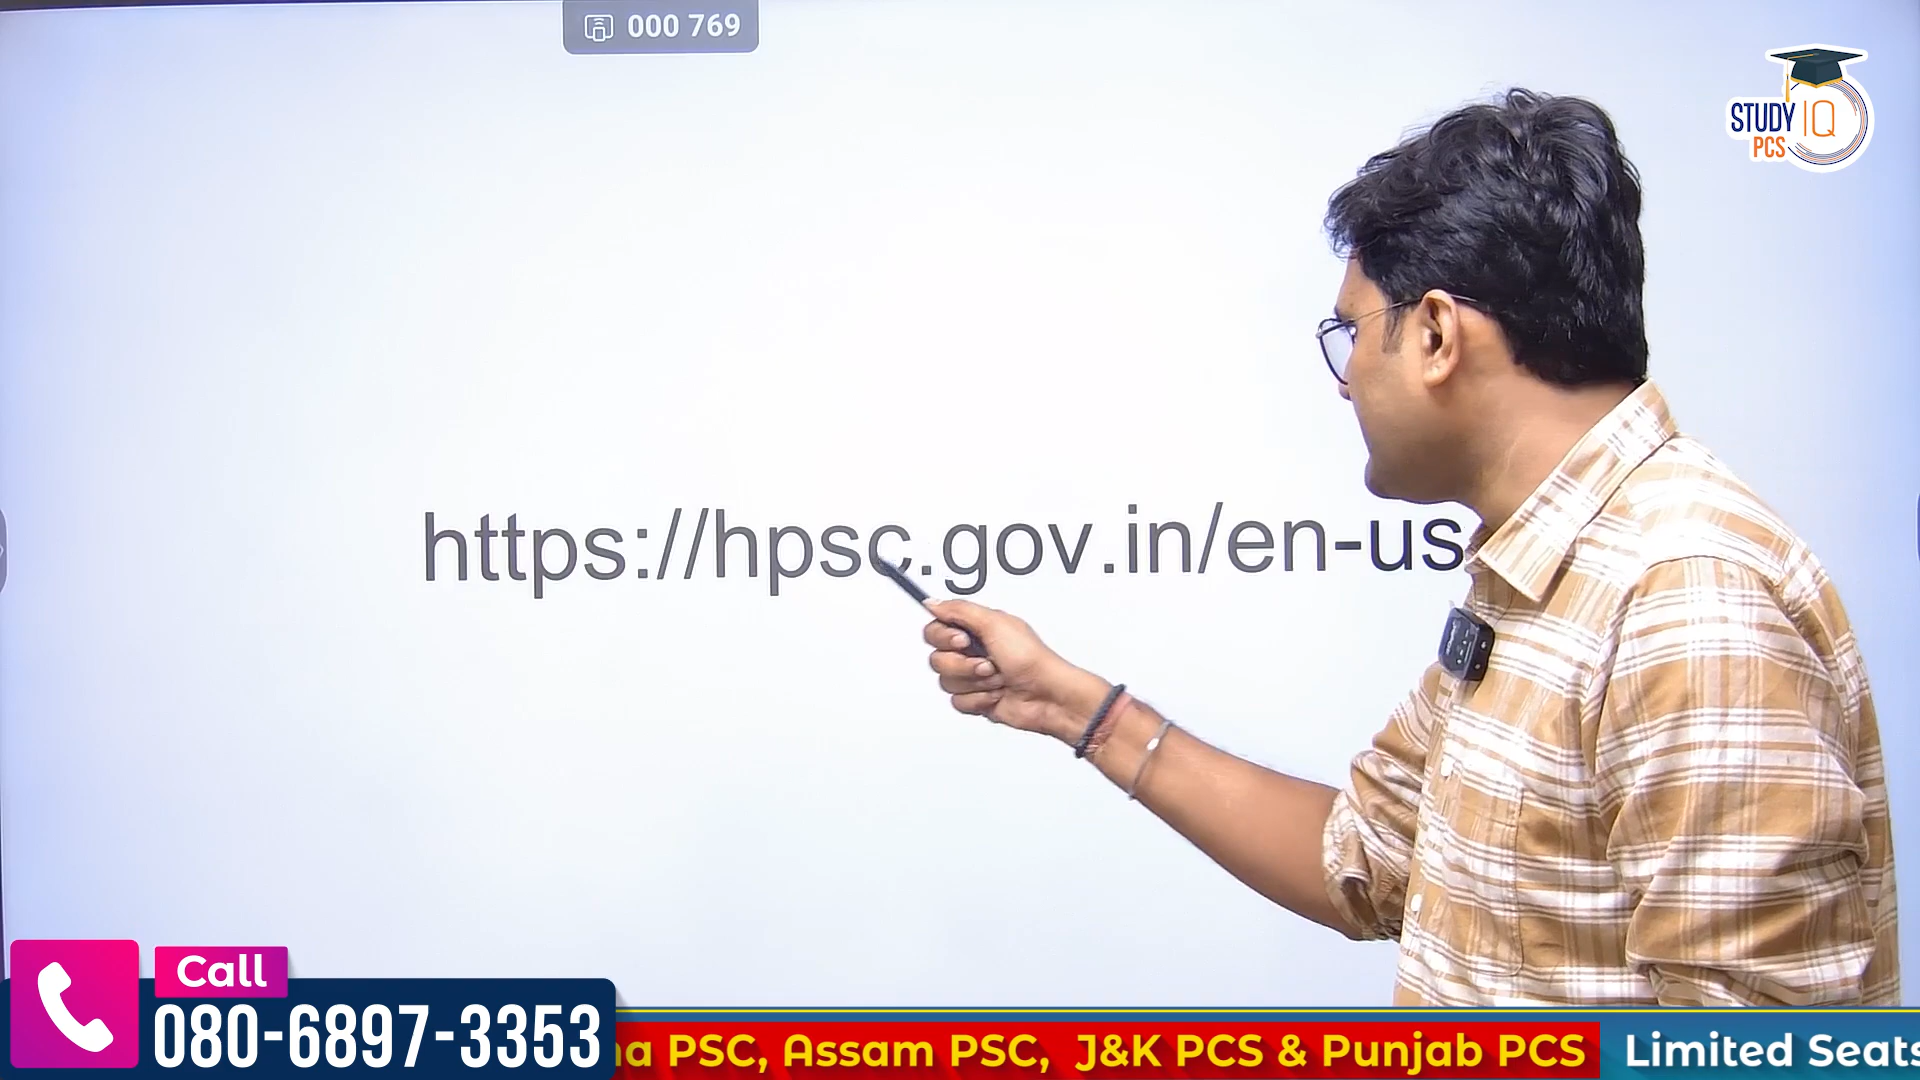 000 769
STUDY IQ
PCS
https://hpsc.gov.in/en-us
Call
080-6897-3353
PSC, Assam PSC, J&K PCS & Punjab PCS
Limited Seats